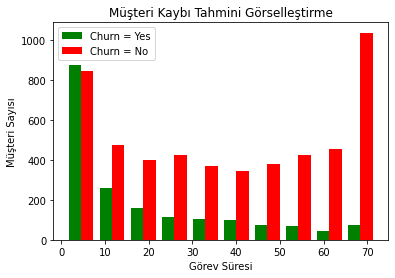 Müşteri Kaybı Tahmini Görselleştirme
Churn = Yes
Churn = No
Müşteri Sayısı
1000
800
600
400
200
0
0 10 20 30 40 50 60 70
Görev Süresi